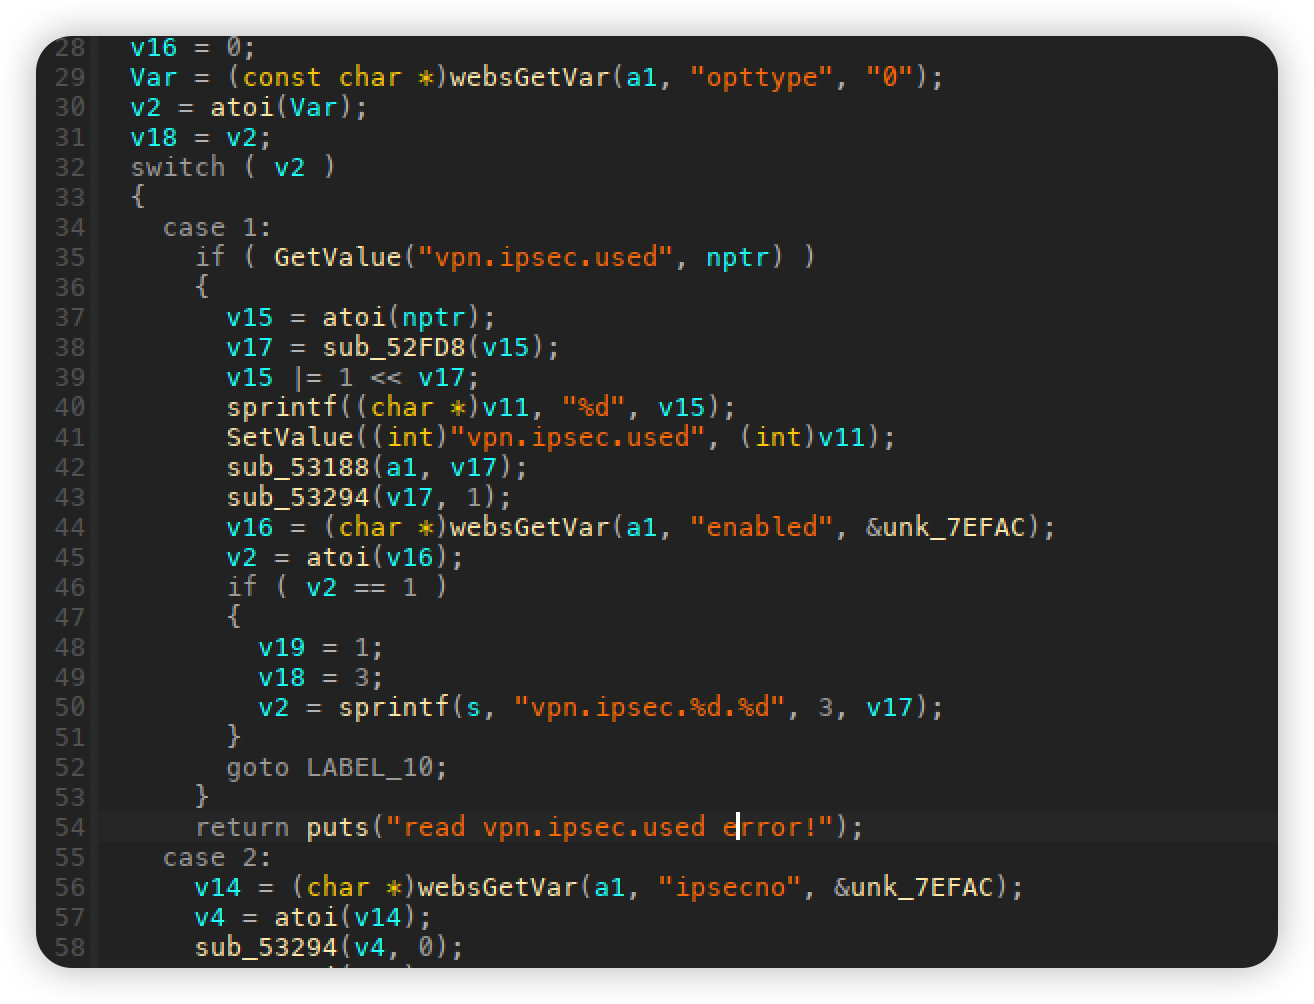 28 v16 = 0;
29 Var = (const char *)websGetVar(a1, "opttype", "0");
30 v2 = atoi(Var);
31 v18 = v2;
32 switch ( v2 )
33 {
34 case 1:
35 if ( GetValue("vpn.ipsec.used", nptr) )
36 {
37 v15 = atoi(nptr);
38 v17 = sub_52FD8(v15);
39 v15 |= 1 << v17;
40 sprintf((char *)v11, "%d", v15);
41 SetValue((int)"vpn.ipsec.used", (int)v11);
42 sub_53188(a1, v17);
43 sub_53294(v17, 1);
44 v16 = (char *)websGetVar(a1, "enabled", &unk_7EFAC);
45 v2 = atoi(v16);
46 if ( v2 == 1 )
47 {
48 v19 = 1;
49 v18 = 3;
50 v2 = sprintf(s, "vpn.ipsec.%d.%d", 3, v17);
51 }
52 goto LABEL_10;
53 }
54 return puts("read vpn.ipsec.used error!");
55 case 2:
56 v14 = (char *)websGetVar(a1, "ipsecno", &unk_7EFAC);
57 v4 = atoi(v14);
58 sub_53294(v4, 0);